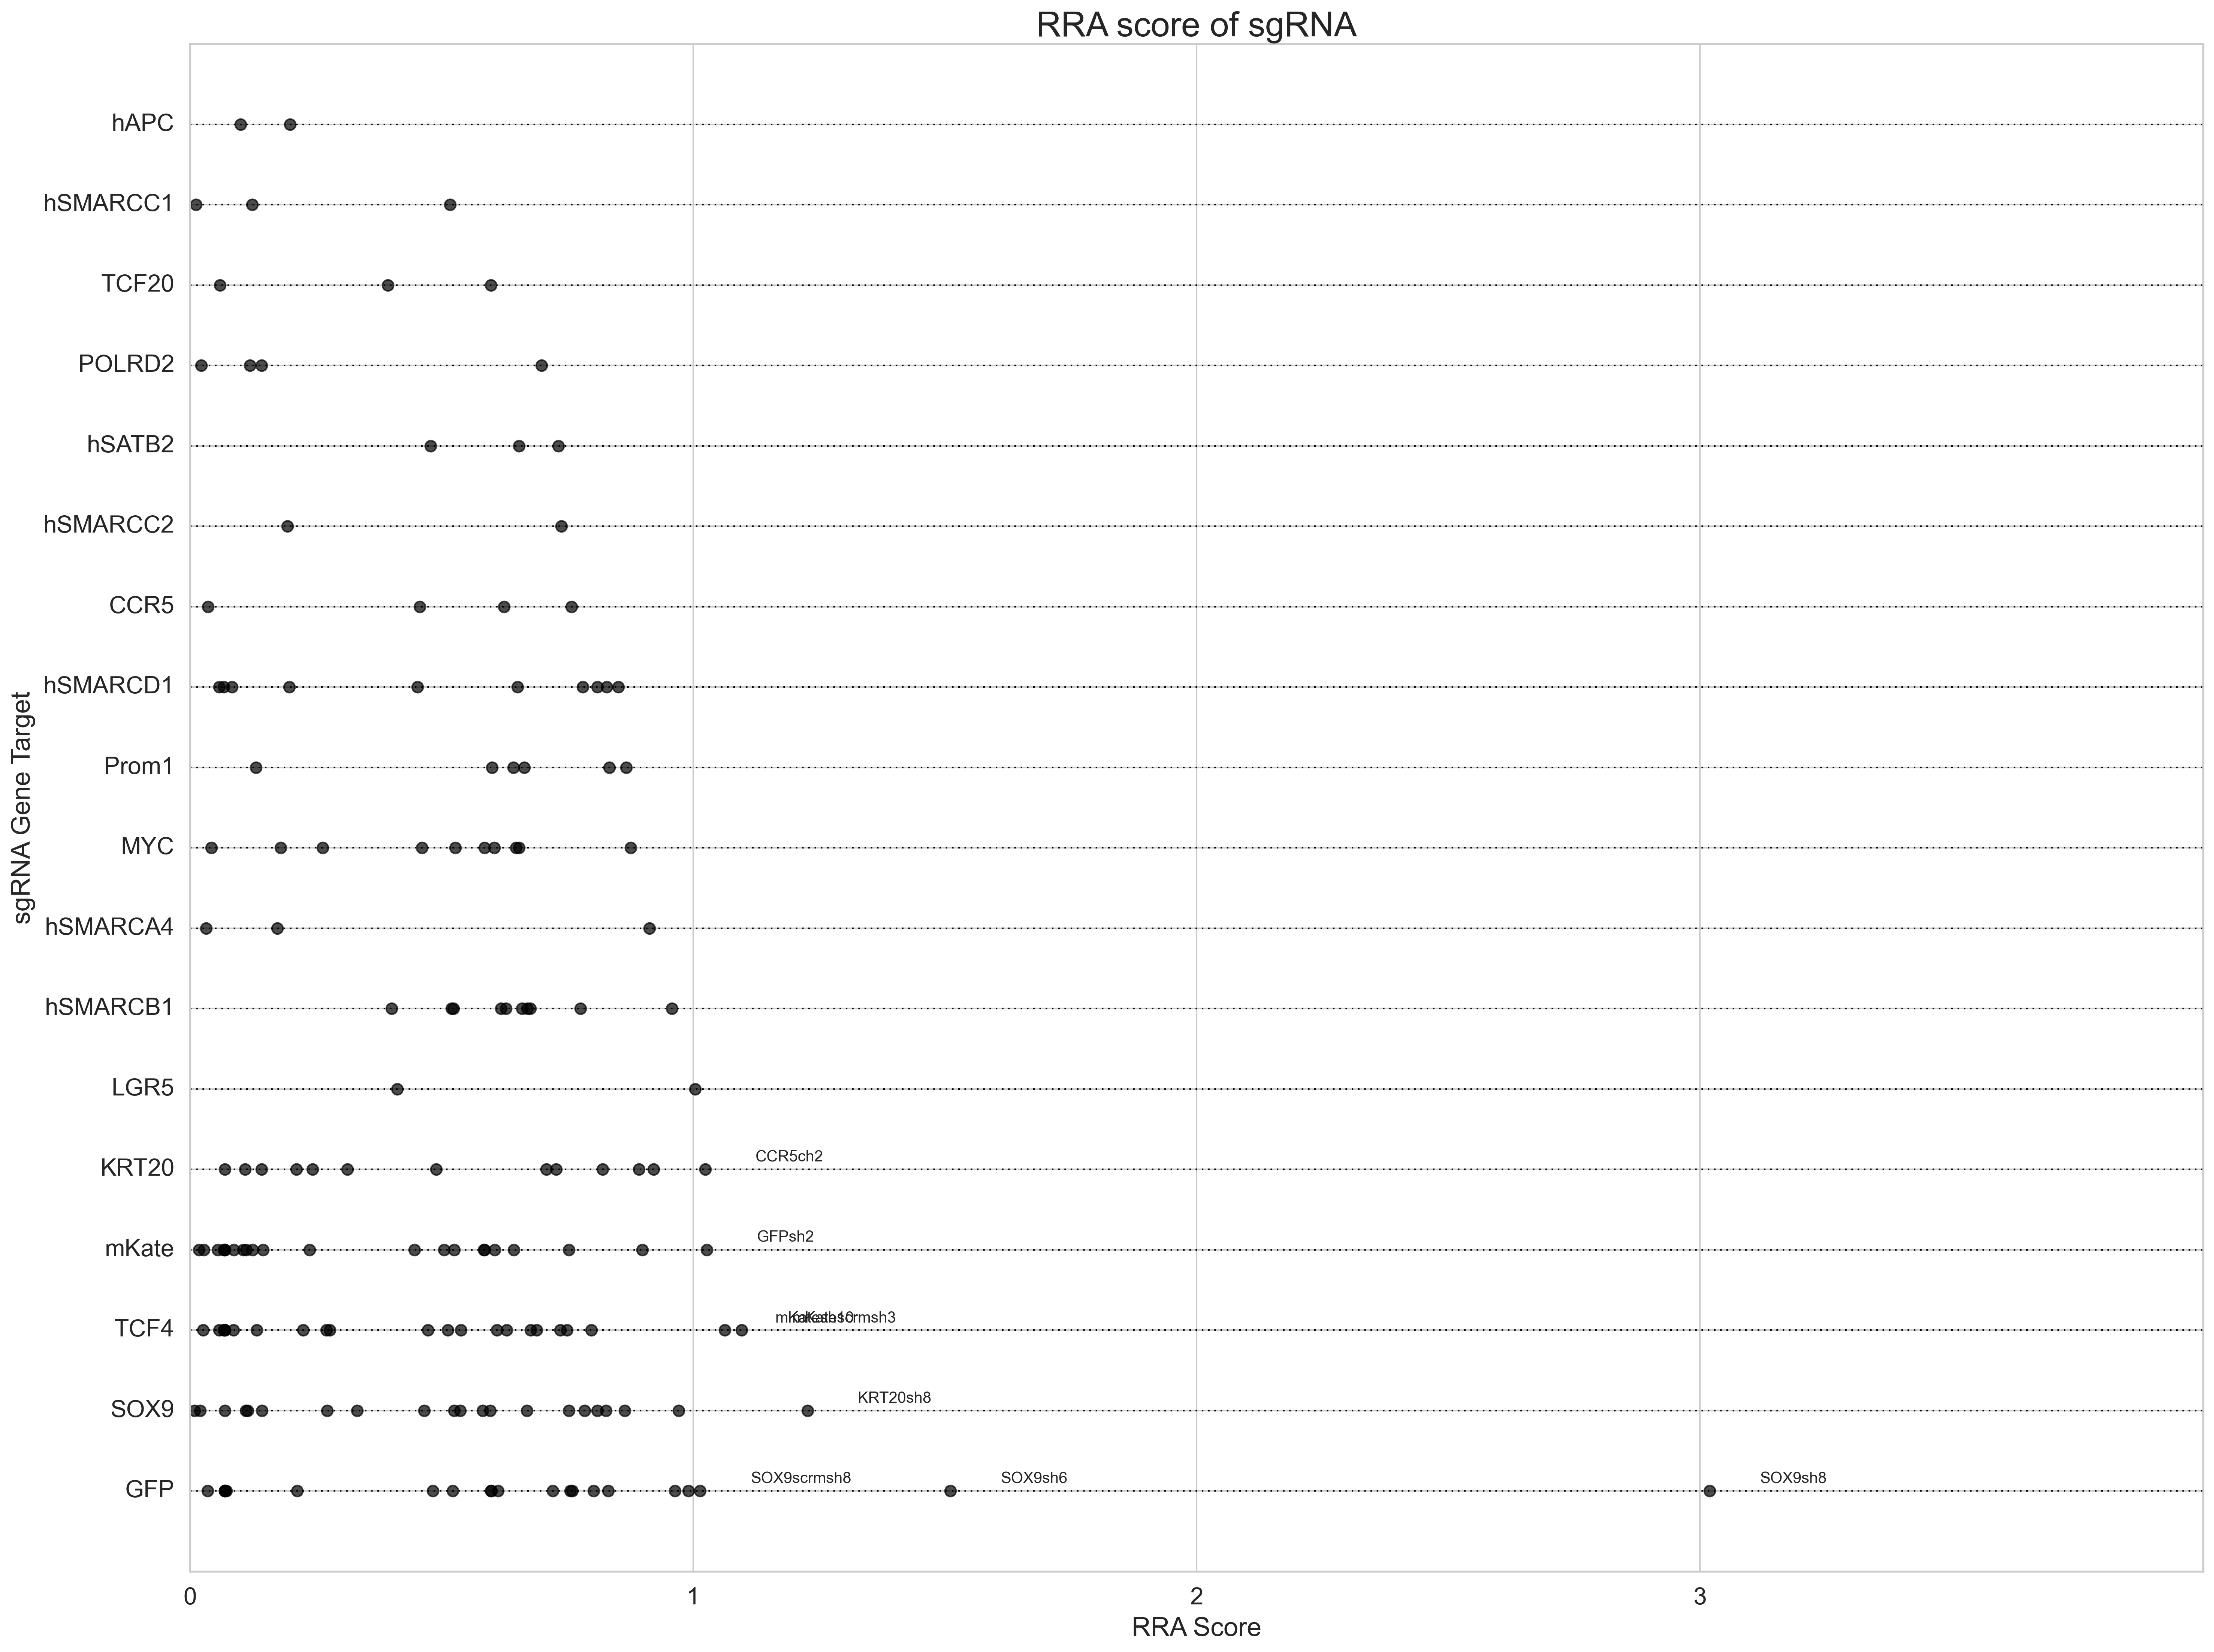 RRA score of sgRNA
sgRNA Gene Target
hAPC
hSMARCC1
TCF20
POLRD2
hSATB2
hSMARCC2
CCR5
hSMARCD1
Prom1
MYC
hSMARCA4
hSMARCB1
LGR5
KRT20
CCR5ch2
mKate
GFPsh2
TCF4
SOX9
KRT20sh8
GFP
SOX9scrmsh8 SOX9sh6 SOX9sh8
0 1 2 3
RRA Score